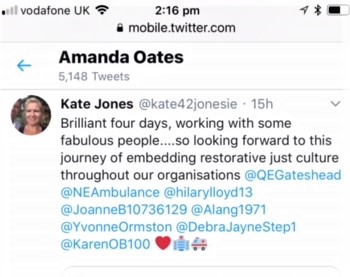 vodafone UK 2:16 pm
mobile.twitter.com
Amanda Oates
5,148 Tweets
Kate Jones @kate42jonesie · 15h
Brilliant four days, working with some
fabulous people....so looking forward to this
journey of embedding restorative just culture
throughout our organisations @QEGateshead
@NEAmbulance @hilarylloyd13
@JoanneB10736129 @Alang1971
@YvonneOrmston @DebraJayneStep1
@KarenOB100 ❤️🏥🚑